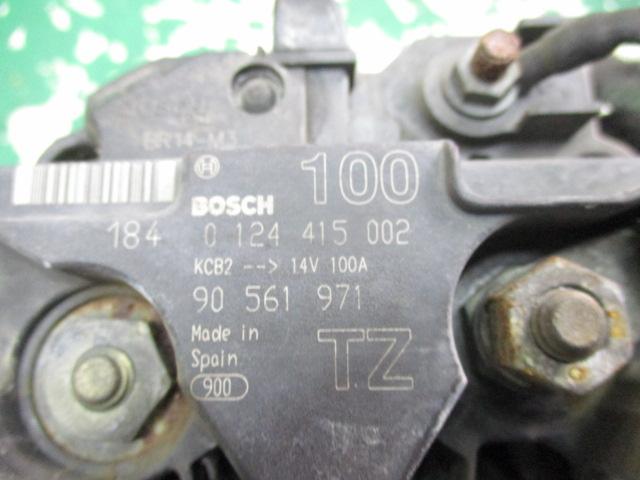 BR14-M3
100
BOSCH
184 0 124 415 002
KCB2 --> 14V 100A
90 561 971
Made in
Spain
TZ
900